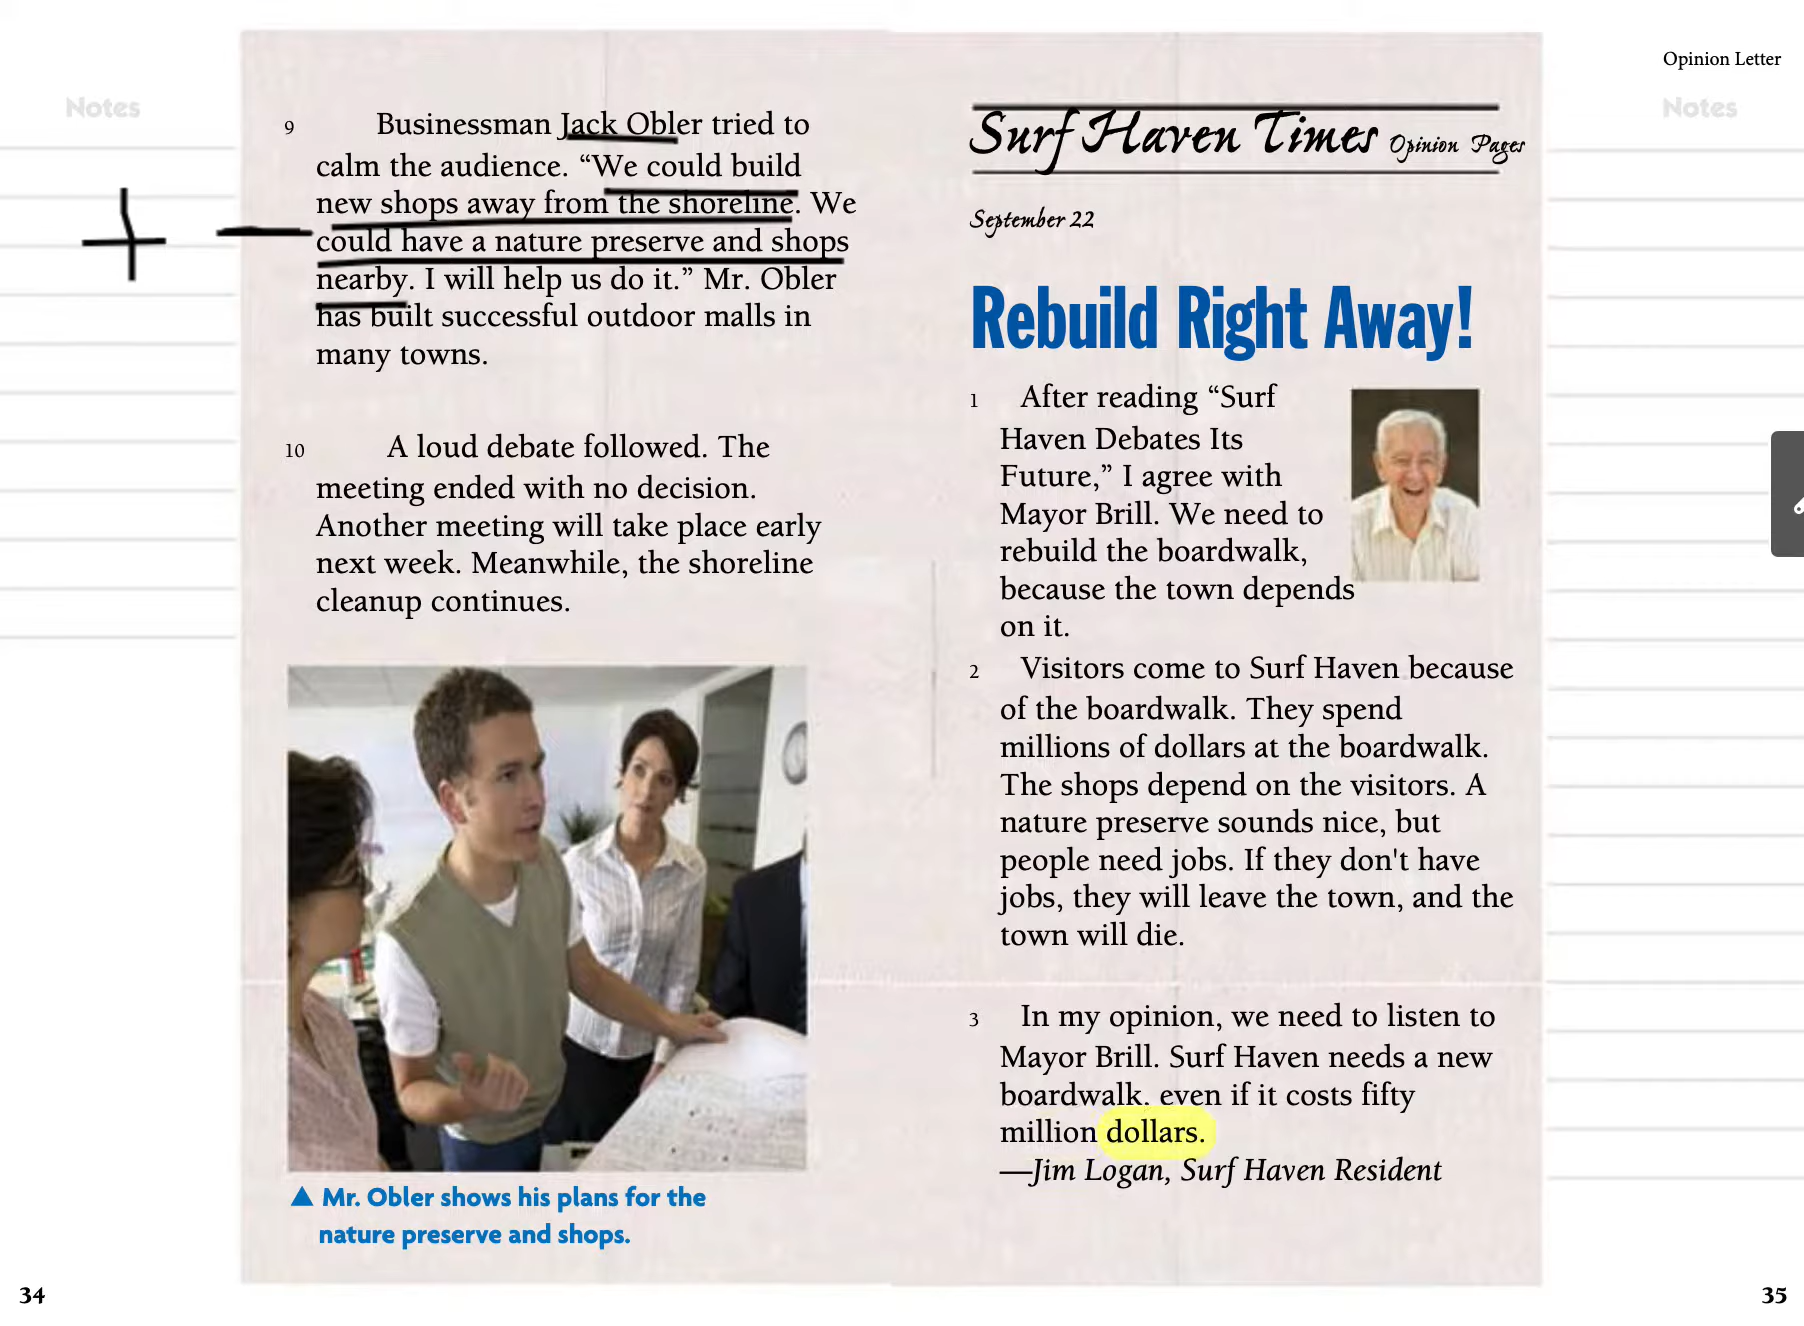 Opinion Letter
Notes
9 Businessman Jack Obler tried to
calm the audience. “We could build
new shops away from the shoreline. We
could have a nature preserve and shops
nearby. I will help us do it.” Mr. Obler
has built successful outdoor malls in
many towns.
10 A loud debate followed. The
meeting ended with no decision.
Another meeting will take place early
next week. Meanwhile, the shoreline
cleanup continues.
▲ Mr. Obler shows his plans for the
nature preserve and shops.
34
Notes
Surf Haven Times Opinion Pages
September 22
Rebuild Right Away!
1 After reading “Surf
Haven Debates Its
Future,” I agree with
Mayor Brill. We need to
rebuild the boardwalk,
because the town depends
on it.
2 Visitors come to Surf Haven because
of the boardwalk. They spend
millions of dollars at the boardwalk.
The shops depend on the visitors. A
nature preserve sounds nice, but
people need jobs. If they don't have
jobs, they will leave the town, and the
town will die.
3 In my opinion, we need to listen to
Mayor Brill. Surf Haven needs a new
boardwalk, even if it costs fifty
million dollars.
—Jim Logan, Surf Haven Resident
35